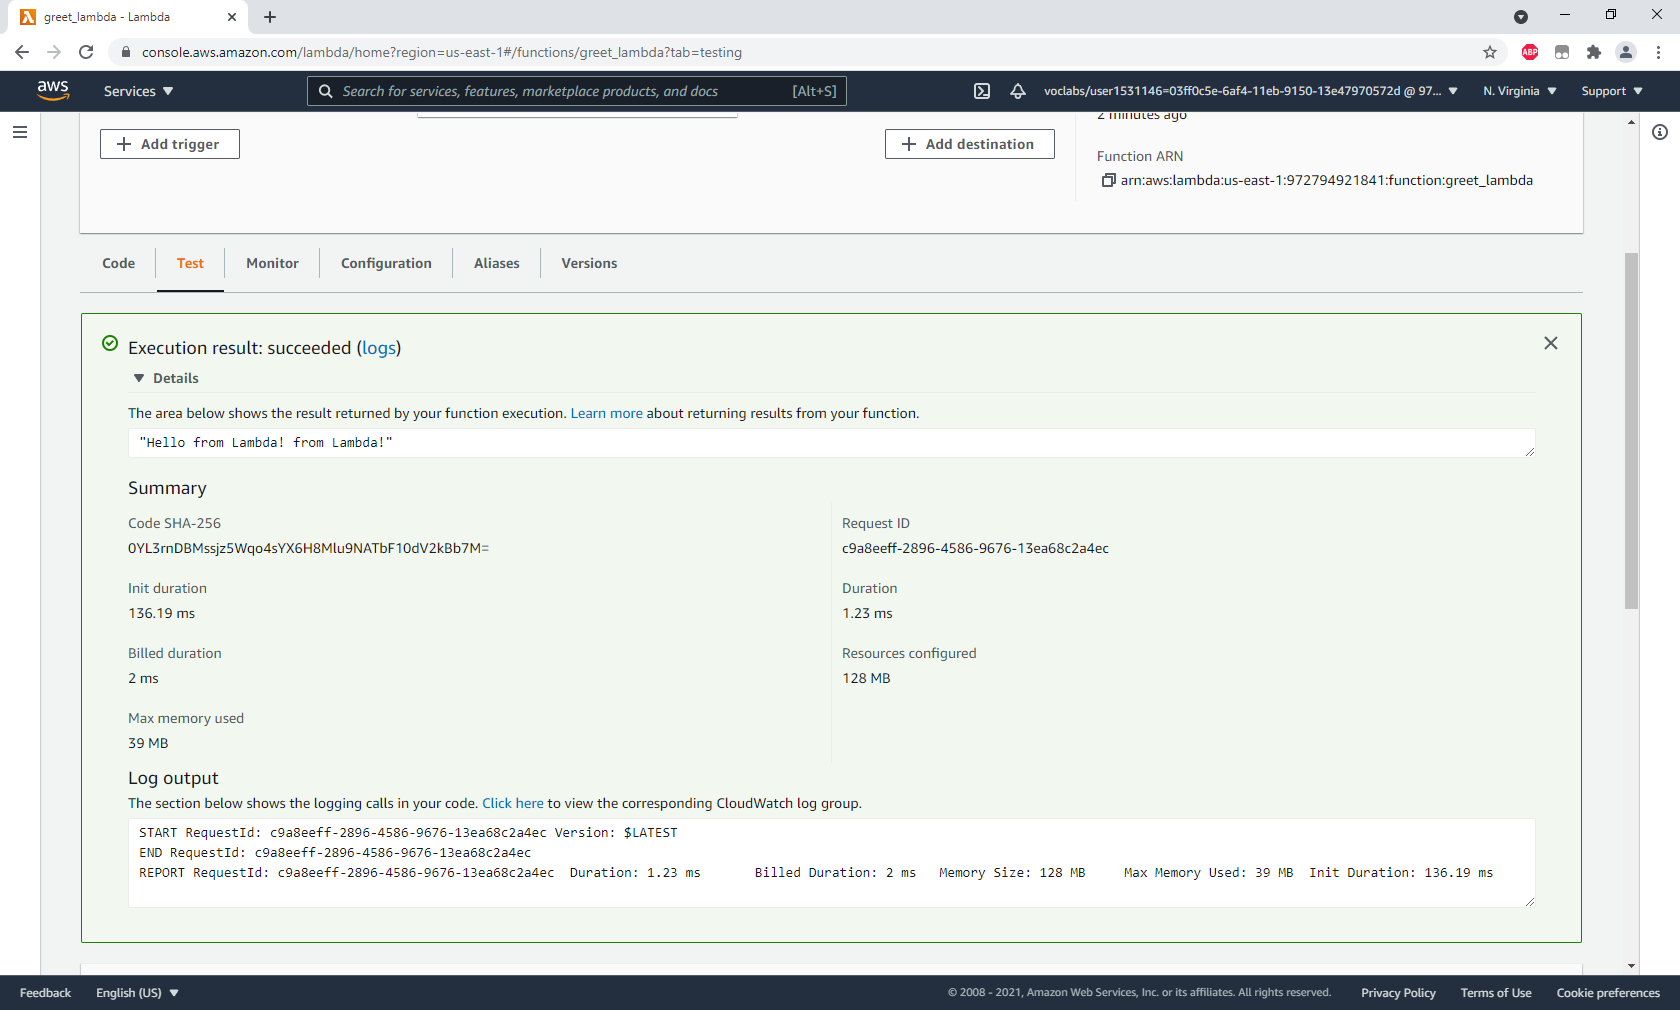 greet_lambda - Lambda
console.aws.amazon.com/lambda/home?region=us-east-1#/functions/greet_lambda?tab=testing
ABP
aws
Services
Search for services, features, marketplace products, and docs
[Alt+S]
voclabs/user1531146=03ff0c5e-6af4-11eb-9150-13e47970572d @ 97...
N. Virginia
Support
2 minutes ago
Add trigger
Add destination
Function ARN
arn:aws:lambda:us-east-1:972794921841:function:greet_lambda
Code
Test
Monitor
Configuration
Aliases
Versions
Execution result: succeeded (logs)
Details
The area below shows the result returned by your function execution. Learn more about returning results from your function.
"Hello from Lambda! from Lambda!"
Summary
Code SHA-256
0YL3rnDBMssjz5Wqo4sYX6H8Mlu9NATbF10dV2kBb7M=
Request ID
c9a8eeff-2896-4586-9676-13ea68c2a4ec
Init duration
136.19 ms
Duration
1.23 ms
Billed duration
2 ms
Resources configured
128 MB
Max memory used
39 MB
Log output
The section below shows the logging calls in your code. Click here to view the corresponding CloudWatch log group.
START RequestId: c9a8eeff-2896-4586-9676-13ea68c2a4ec Version: $LATEST
END RequestId: c9a8eeff-2896-4586-9676-13ea68c2a4ec
REPORT RequestId: c9a8eeff-2896-4586-9676-13ea68c2a4ec Duration: 1.23 ms Billed Duration: 2 ms Memory Size: 128 MB Max Memory Used: 39 MB Init Duration: 136.19 ms
Feedback
English (US)
© 2008 - 2021, Amazon Web Services, Inc. or its affiliates. All rights reserved.
Privacy Policy
Terms of Use
Cookie preferences